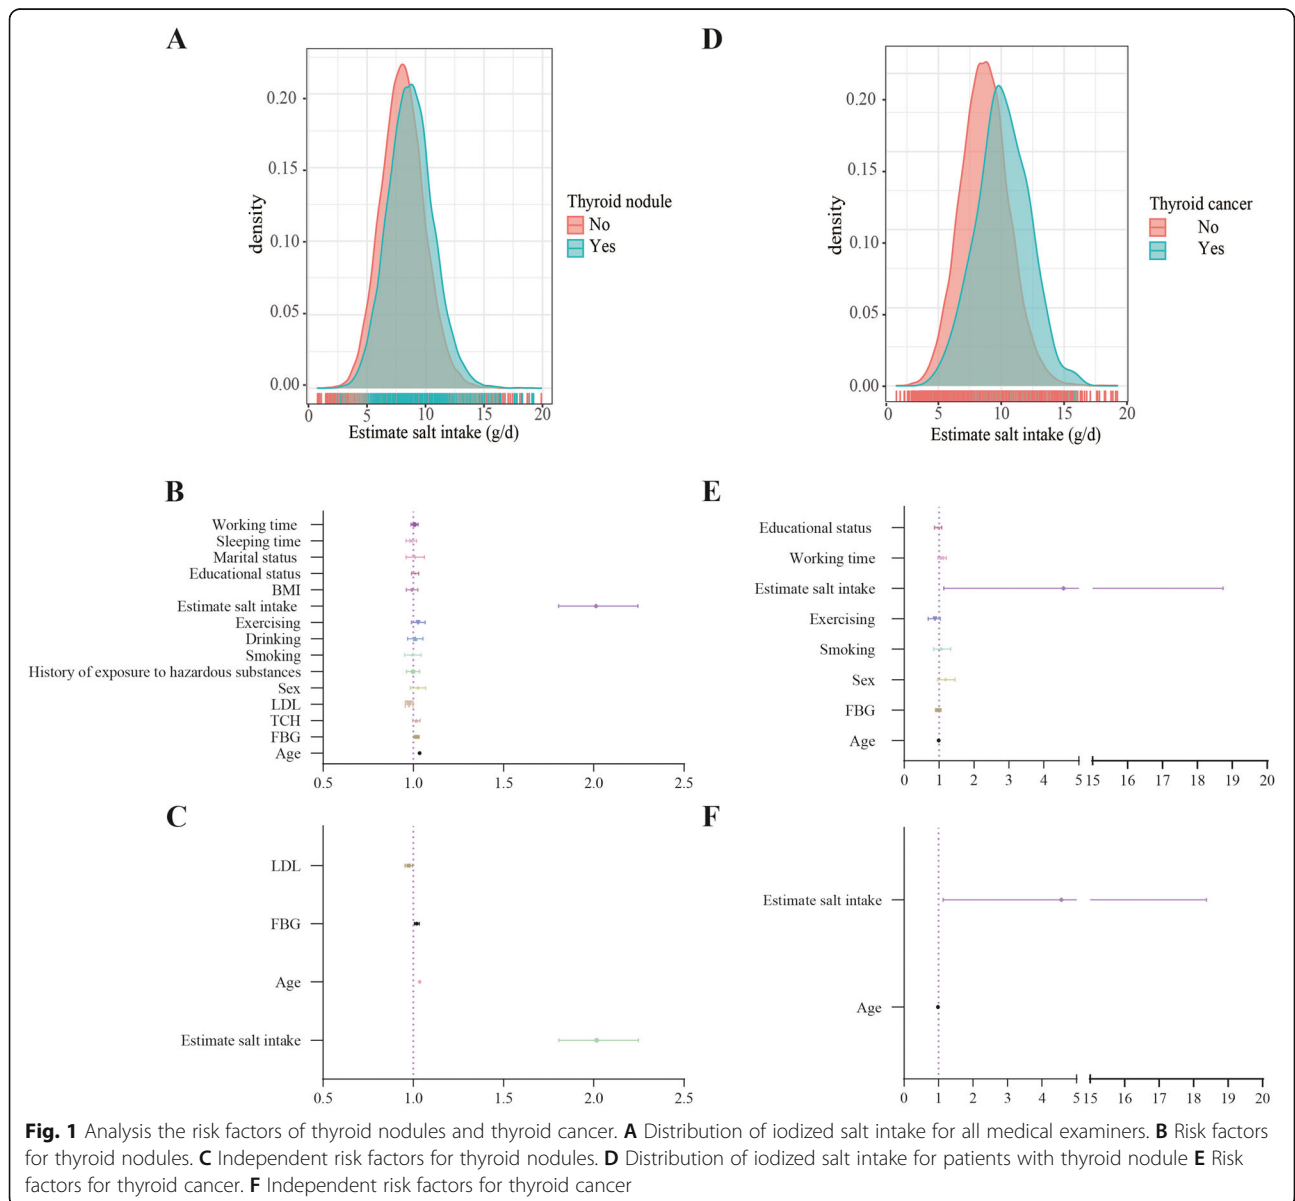 A
density
0.20
0.15
0.10
0.05
0.00
0 5 10 15 20
Estimate salt intake (g/d)
Thyroid nodule
No
Yes
D
density
0.20
0.15
0.10
0.05
0.00
0 5 10 15 20
Estimate salt intake (g/d)
Thyroid cancer
No
Yes
B
Working time
Sleeping time
Marital status
Educational status
BMI
Estimate salt intake
Exercising
Drinking
Smoking
History of exposure to hazardous substances
Sex
LDL
TCH
FBG
Age
0.5 1.0 1.5 2.0 2.5
E
Educational status
Working time
Estimate salt intake
Exercising
Smoking
Sex
FBG
Age
0 1 2 3 4 5 15 16 17 18 19 20
C
LDL
FBG
Age
Estimate salt intake
0.5 1.0 1.5 2.0 2.5
F
Estimate salt intake
Age
0 1 2 3 4 5 15 16 17 18 19 20
Fig. 1 Analysis the risk factors of thyroid nodules and thyroid cancer. A Distribution of iodized salt intake for all medical examiners. B Risk factors
for thyroid nodules. C Independent risk factors for thyroid nodules. D Distribution of iodized salt intake for patients with thyroid nodule E Risk
factors for thyroid cancer. F Independent risk factors for thyroid cancer